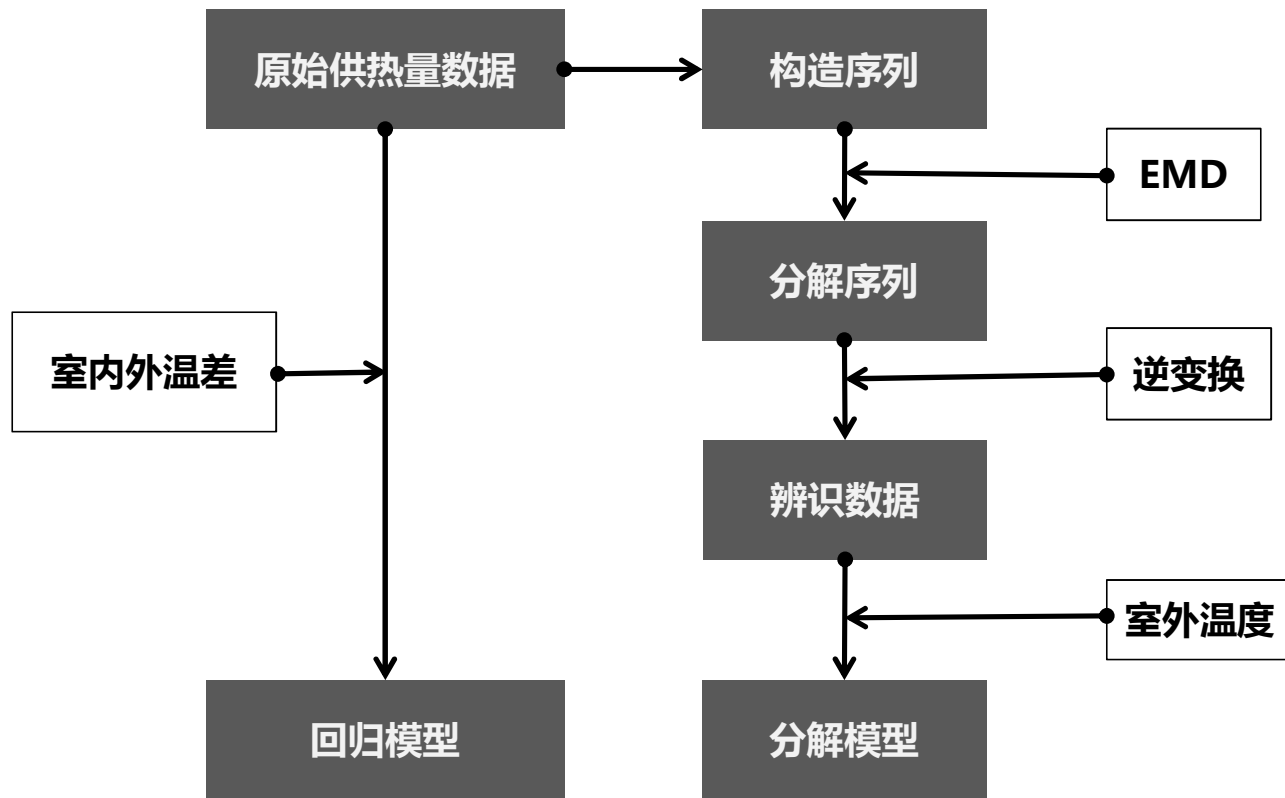 原始供热量数据
构造序列
EMD
分解序列
室内外温差
逆变换
辨识数据
室外温度
回归模型
分解模型